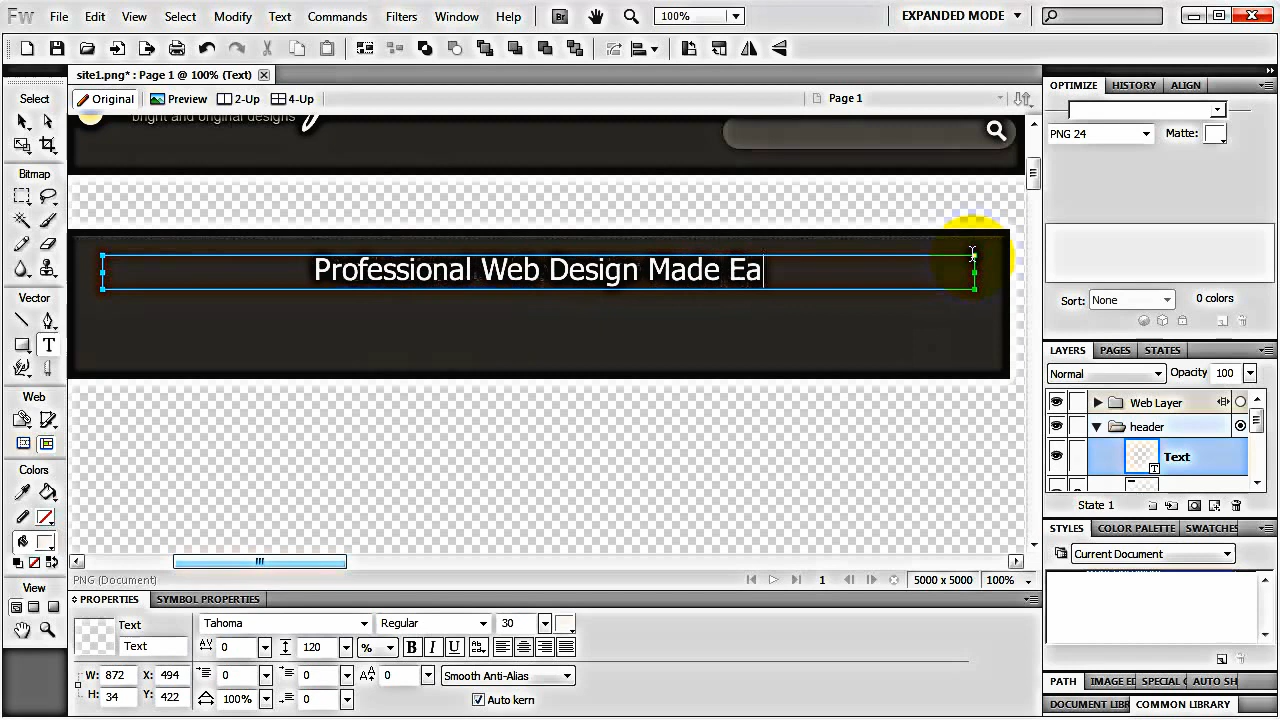 Fw File Edit View Select Modify Text Commands Filters Window Help Br 100% EXPANDED MODE
site1.png* : Page 1 @ 100% (Text)
Original Preview 2-Up 4-Up Page 1
Select
Bitmap
Vector
Web
Colors
View
bright and original designs
Professional Web Design Made Ea
PNG (Document) 1 5000 x 5000 100%
PROPERTIES SYMBOL PROPERTIES
Text
Text
W: 872 X: 494
H: 34 Y: 422
Tahoma Regular 30
0 120 % B I U
0 0 0 Smooth Anti-Alias
100% 0 Auto kern
OPTIMIZE HISTORY ALIGN
PNG 24 Matte:
Sort: None 0 colors
LAYERS PAGES STATES
Normal Opacity 100
Web Layer
header
Text
State 1
STYLES COLOR PALETTE SWATCHES
Current Document
PATH IMAGE E SPECIAL AUTO SH
DOCUMENT LIBR COMMON LIBRARY